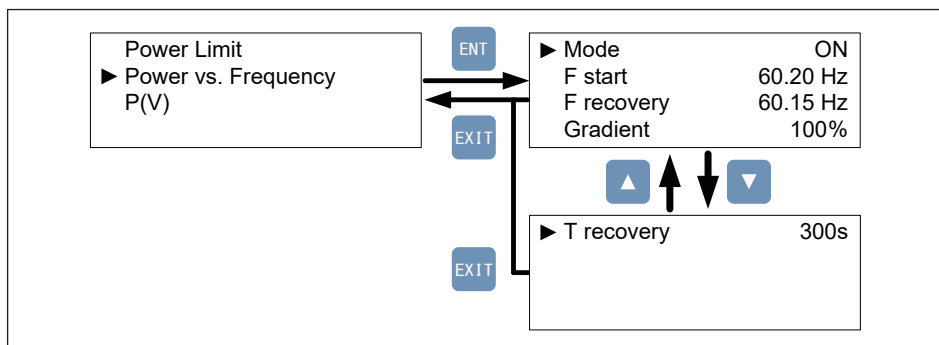 Power Limit
► Power vs. Frequency
P(V)
ENT
EXIT
► Mode ON
F start 60.20 Hz
F recovery 60.15 Hz
Gradient 100%
▲
▼
EXIT
► T recovery 300s